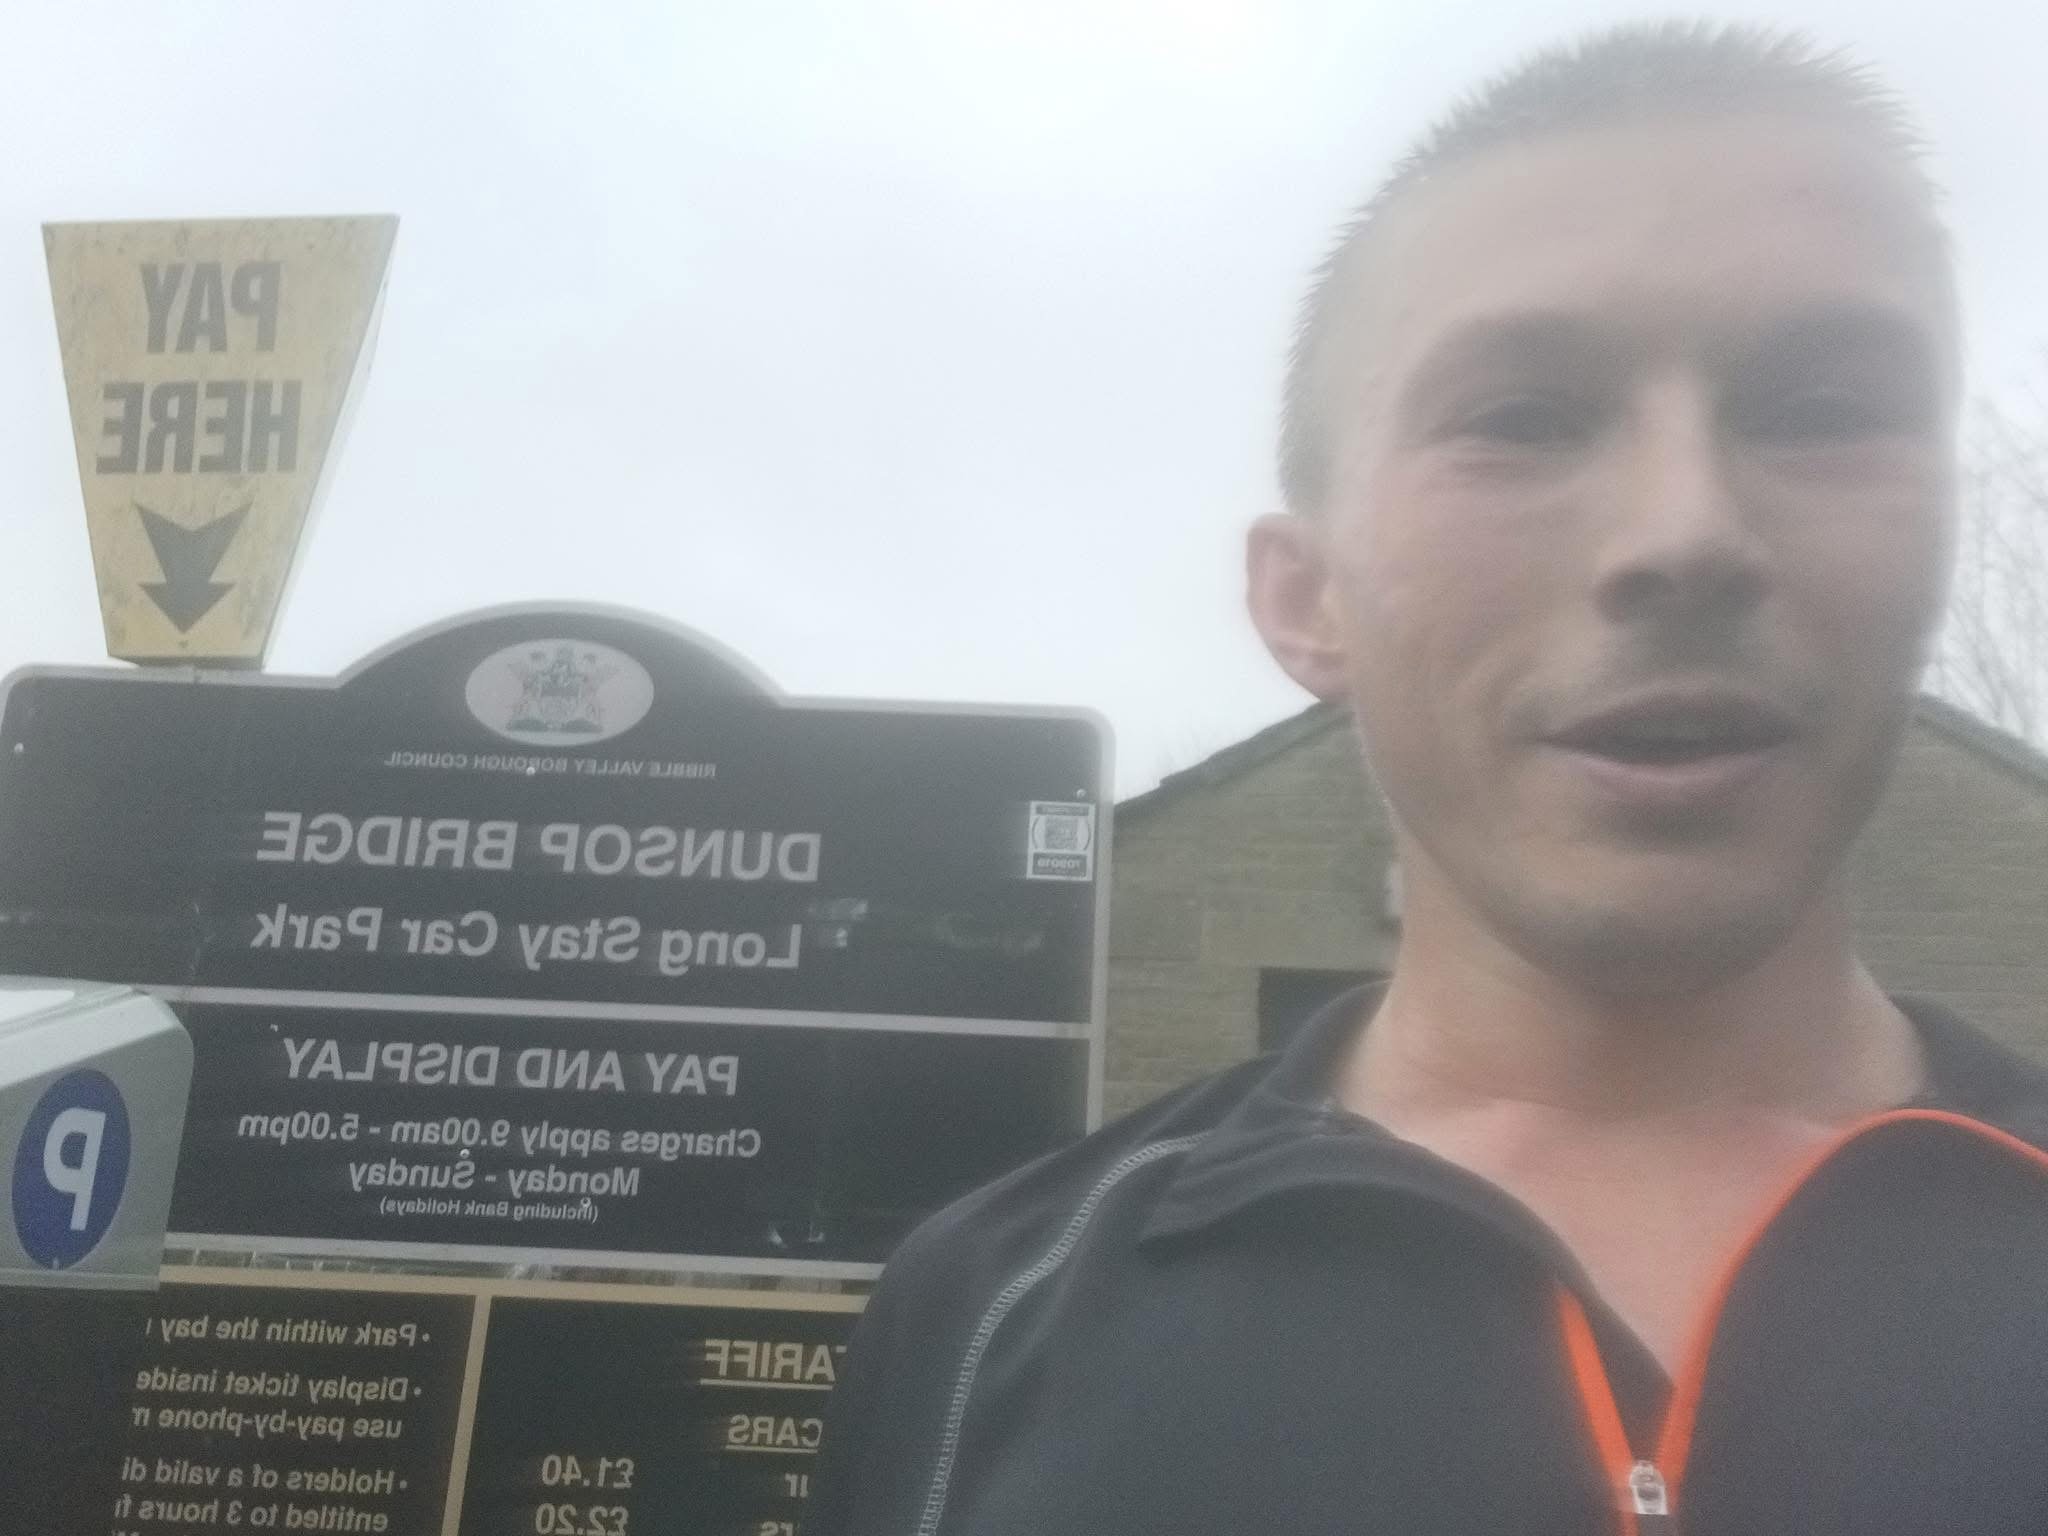 PAY
HERE
RIBBLE VALLEY BOROUGH COUNCIL
DUNSOP BRIDGE
Long Stay Car Park
709019
PAY AND DISPLAY
Charges apply 9.00am - 5.00pm
Monday - Sunday
(including Bank Holidays)
P
• Park within the bay
• Display ticket inside
use pay-by-phone
• Holders of a valid
entitled to 3 hours
TARIFF
CARS
£1.40
£2.20